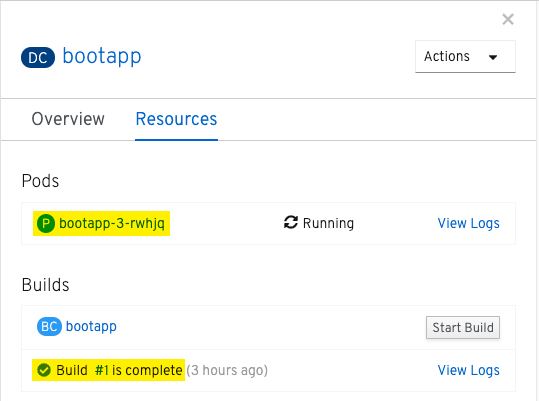 ×
DC bootapp
Actions
Overview Resources
Pods
P bootapp-3-rwhjq Running View Logs
Builds
BC bootapp Start Build
Build #1 is complete (3 hours ago) View Logs